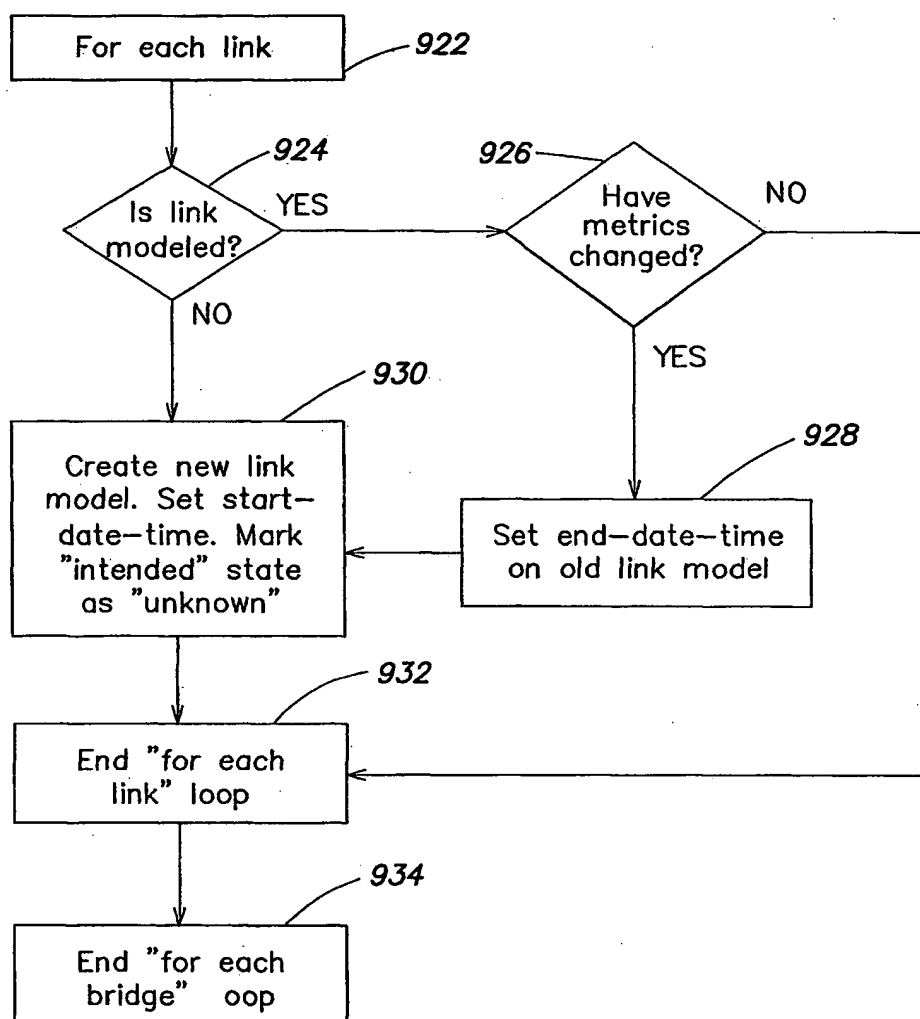 For each link
922
924
Is link
modeled?
YES
NO
926
Have
metrics
changed?
NO
YES
930
Create new link
model. Set start-
date-time. Mark
"intended" state
as "unknown"
928
Set end-date-time
on old link model
932
End "for each
link" loop
934
End "for each
bridge" oop